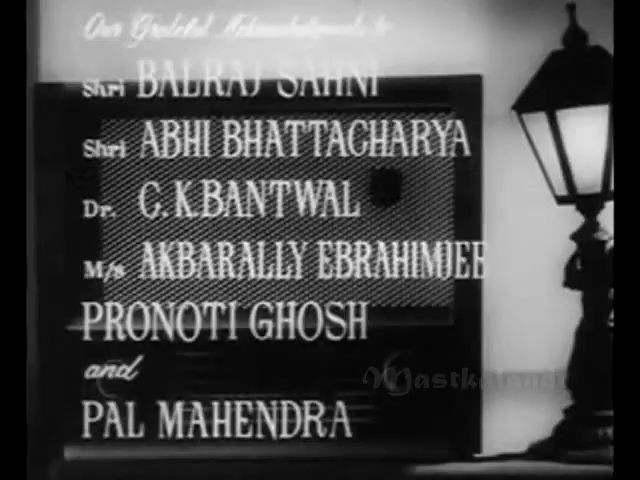 Our Grateful Acknowledgements to
Shri BALRAJ SAHNI
Shri ABHI BHATTACHARYA
Dr. C.K.BANTWAL
M/s AKBARALLY EBRAHIMJEE
PRONOTI GHOSH
and
PAL MAHENDRA